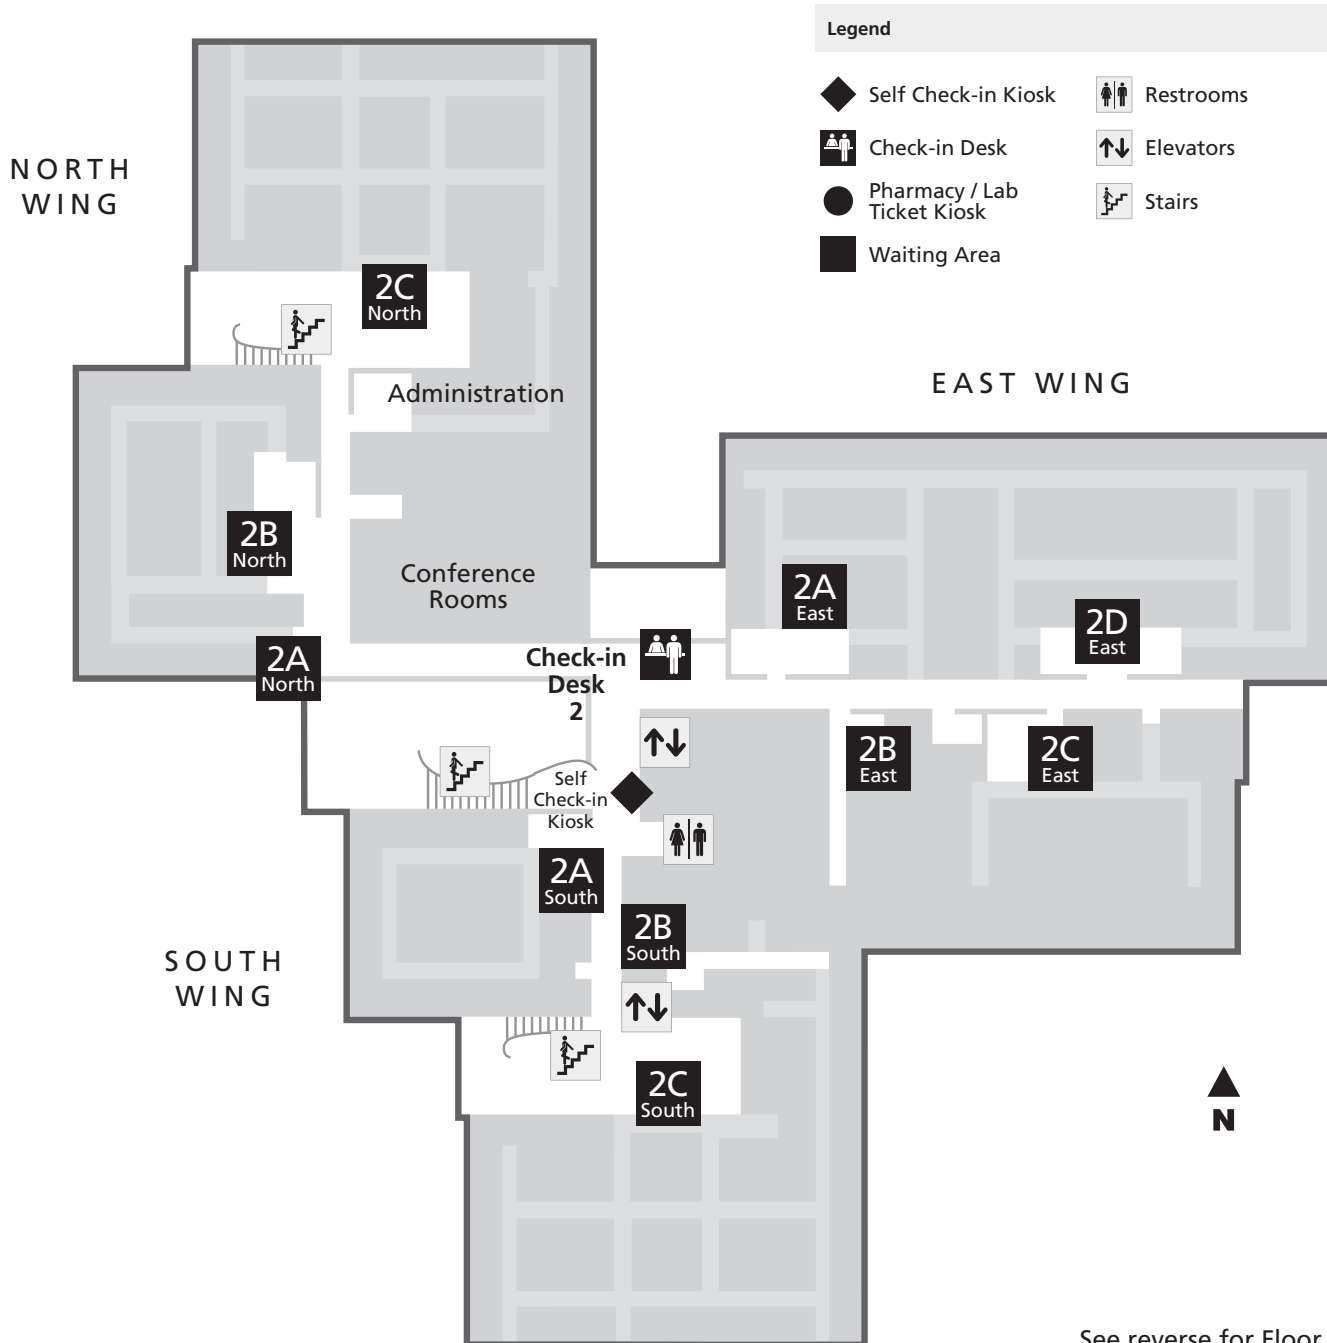 Legend
Self Check-in Kiosk
Restrooms
Check-in Desk
Elevators
Pharmacy / Lab
Ticket Kiosk
Stairs
Waiting Area
NORTH
WING
2C
North
Administration
EAST WING
2B
North
Conference
Rooms
2A
East
2D
East
2A
North
Check-in
Desk
2
2B
East
2C
East
Self
Check-in
Kiosk
2A
South
2B
South
SOUTH
WING
2C
South
N
See reverse for Floor